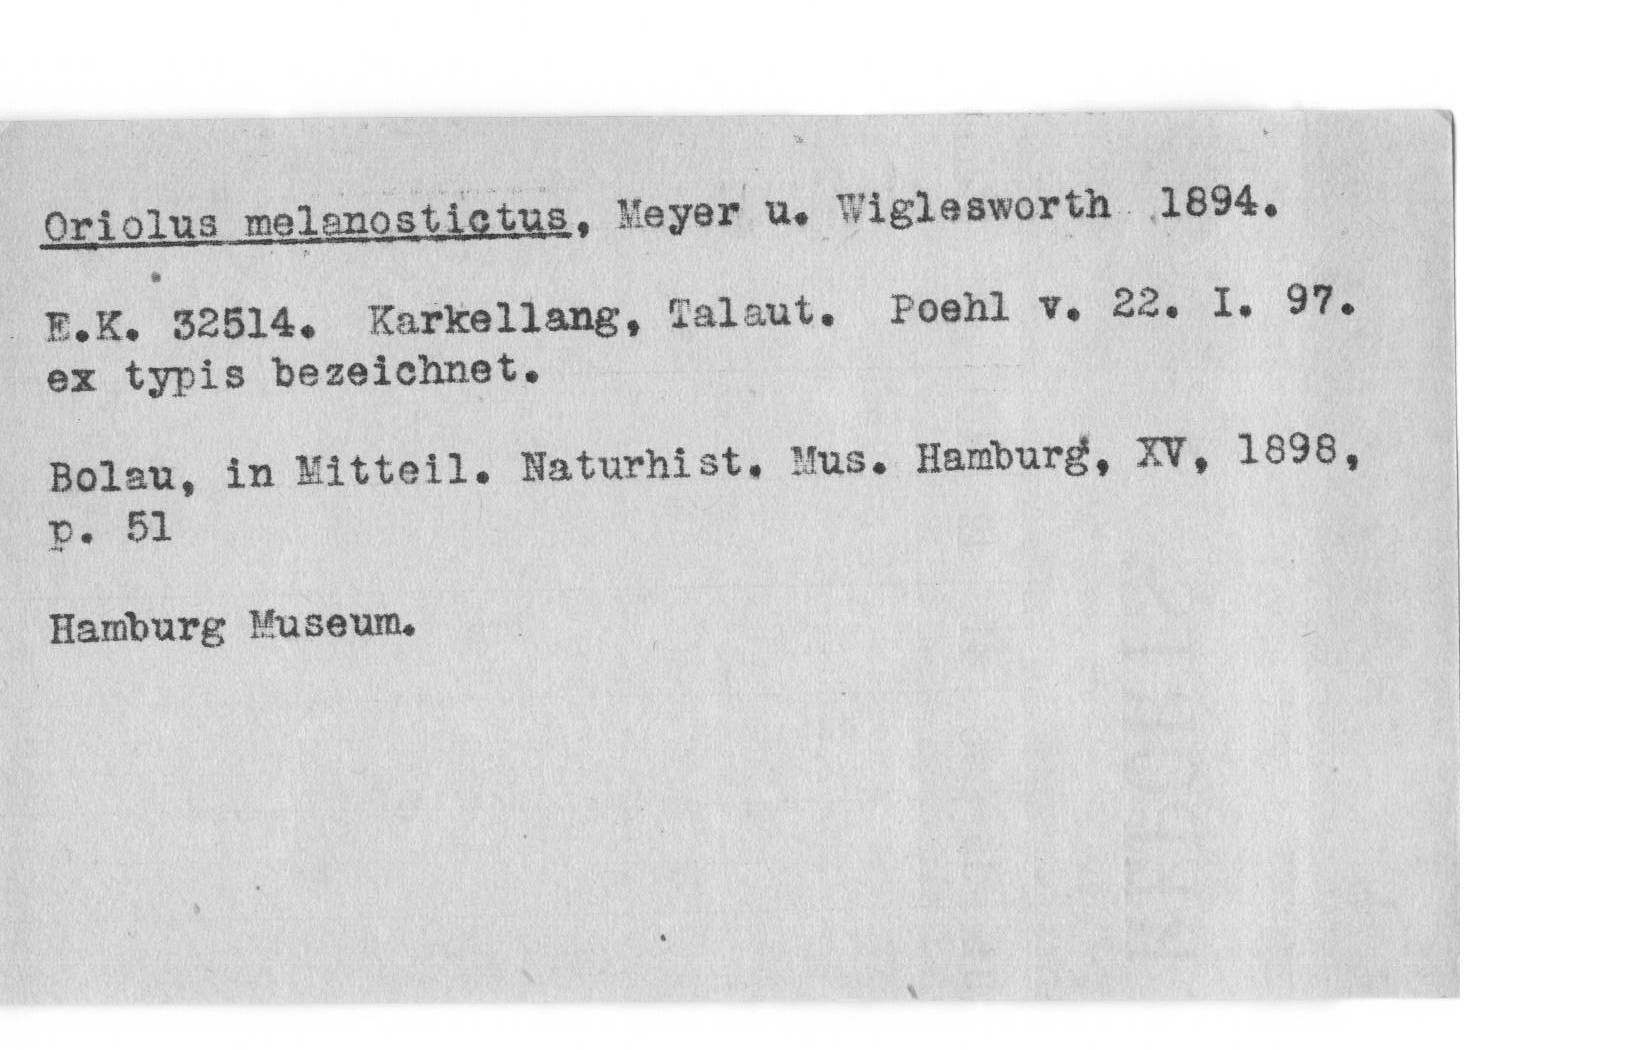 Oriolus melanostictus, Meyer u. Wiglesworth 1894.
E.K. 32514. Karkellang, Talaut. Poehl v. 22. I. 97.
ex typis bezeichnet.
Bolau, in Mitteil. Naturhist. Mus. Hamburg, XV, 1898,
p. 51
Hamburg Museum.